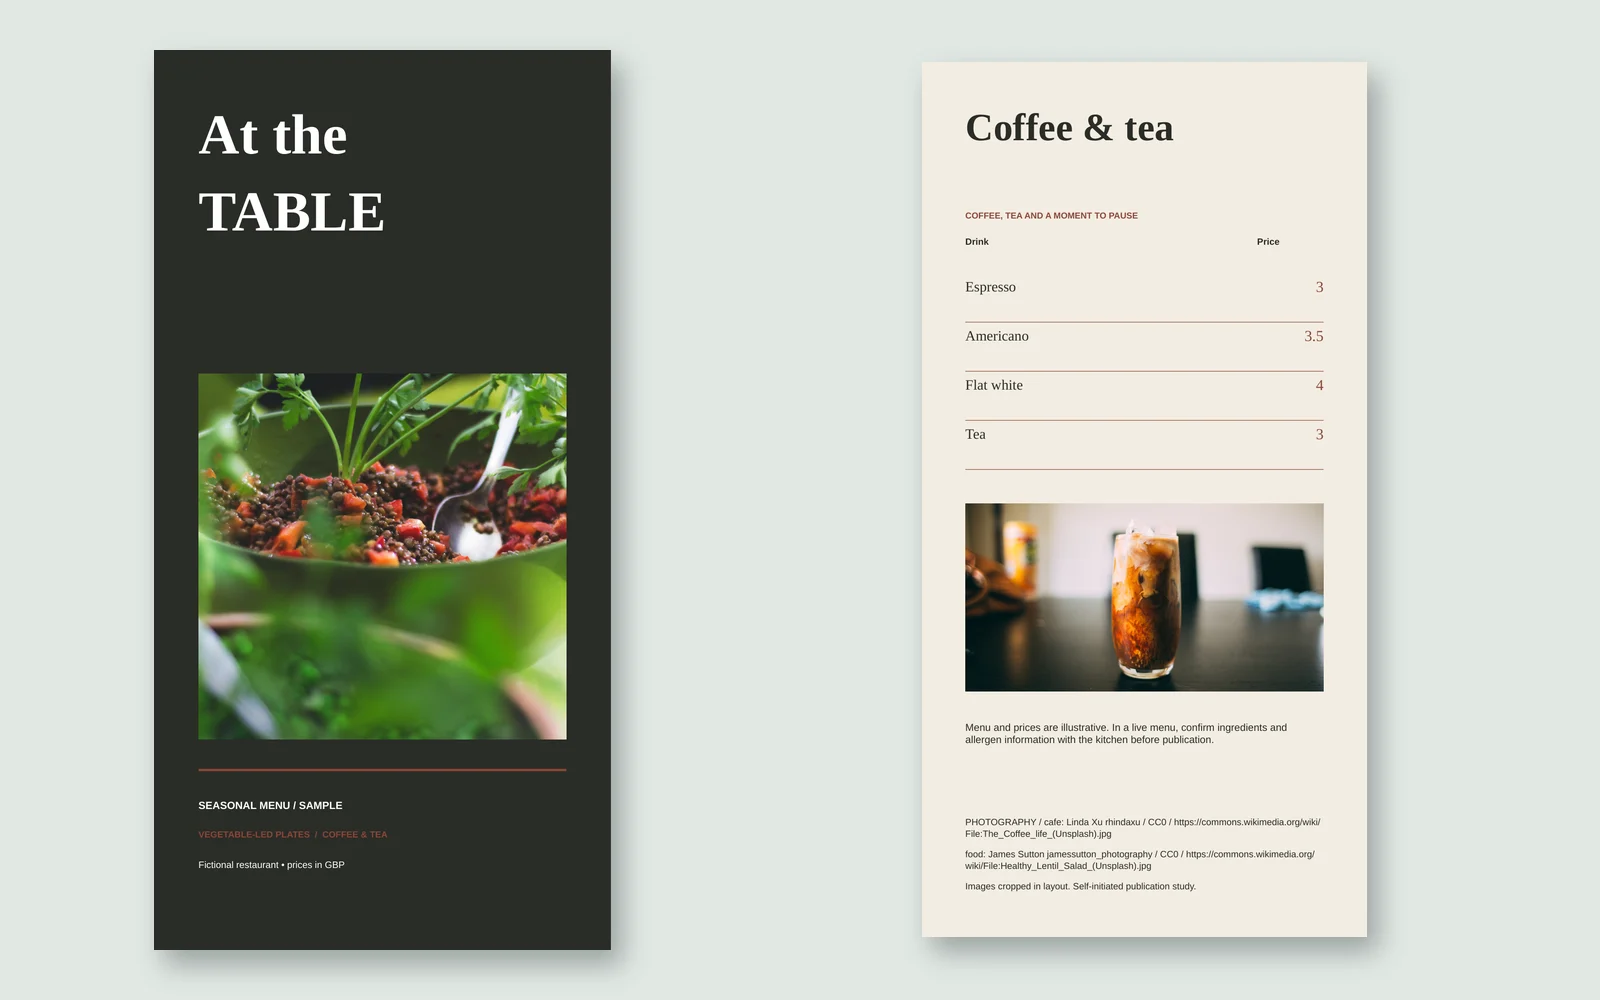 At the
TABLE
SEASONAL MENU / SAMPLE
VEGETABLE-LED PLATES / COFFEE & TEA
Fictional restaurant • prices in GBP
Coffee & tea
COFFEE, TEA AND A MOMENT TO PAUSE
Drink Price
Espresso 3
Americano 3.5
Flat white 4
Tea 3
Menu and prices are illustrative. In a live menu, confirm ingredients and
allergen information with the kitchen before publication.
PHOTOGRAPHY / cafe: Linda Xu rhindaxu / CC0 / https://commons.wikimedia.org/wiki/
File:The_Coffee_life_(Unsplash).jpg
food: James Sutton jamessutton_photography / CC0 / https://commons.wikimedia.org/
wiki/File:Healthy_Lentil_Salad_(Unsplash).jpg
Images cropped in layout. Self-initiated publication study.